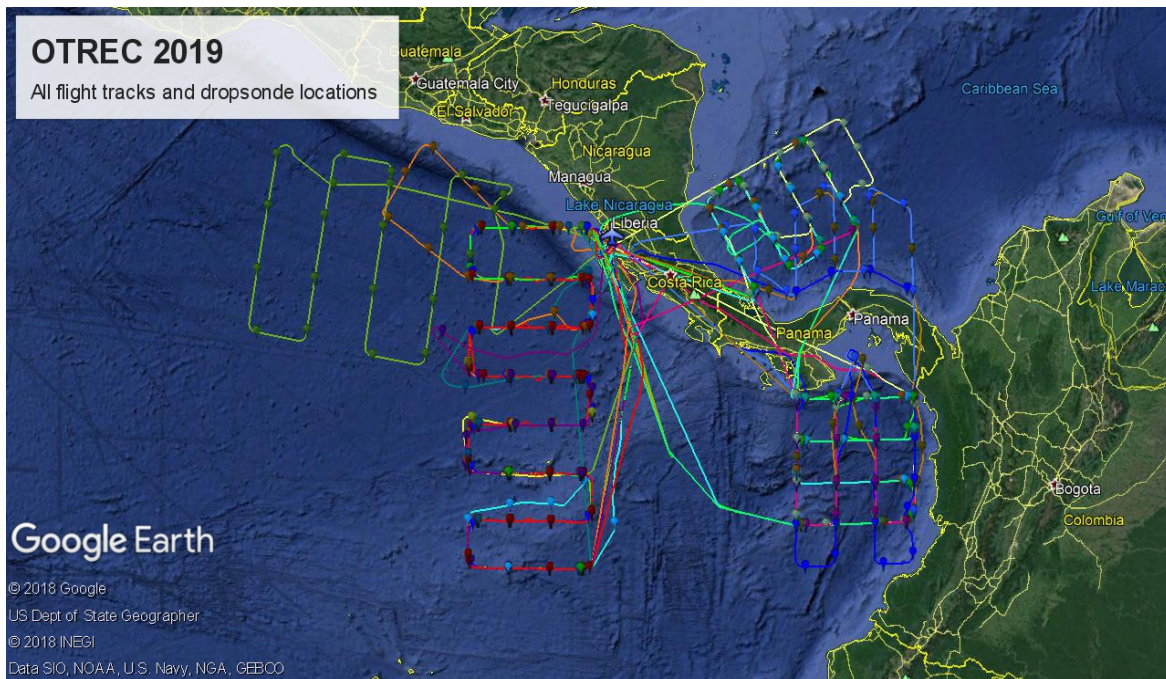 OTREC 2019
All flight tracks and dropsonde locations
Guatemala
Guatemala City
Honduras
Tegucigalpa
El Salvador
Caribbean Sea
Nicaragua
Managua
Lake Nicaragua
Liberia
Gulf of Ven
Costa Rica
Lake Marac
Panama
Panama
Bogota
Colombia
Google Earth
© 2018 Google
US Dept of State Geographer
© 2018 INEGI
Data SIO, NOAA, U.S. Navy, NGA, GEBCO